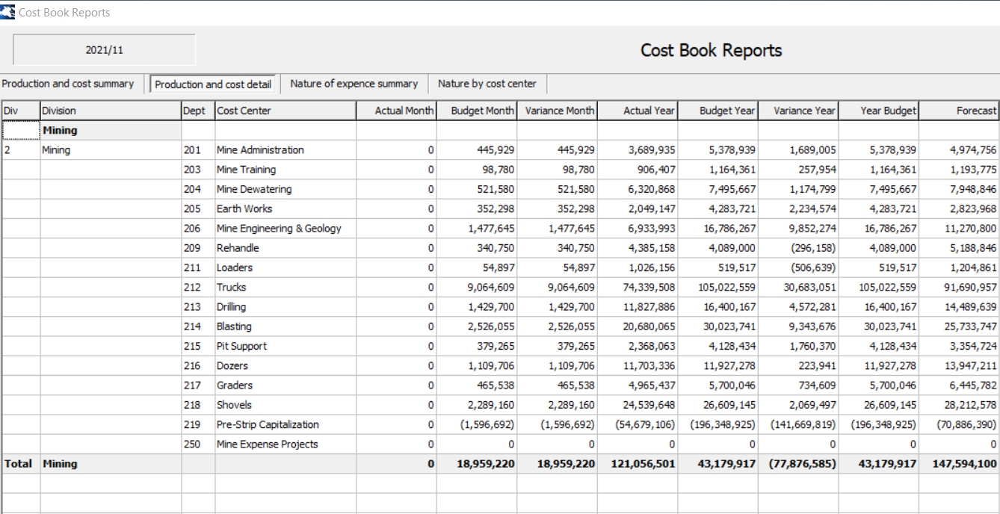 Cost Book Reports
2021/11
Cost Book Reports
Production and cost summary Production and cost detail Nature of expence summary Nature by cost center
Div Division Dept Cost Center Actual Month Budget Month Variance Month Actual Year Budget Year Variance Year Year Budget Forecast
Mining
2 Mining 201 Mine Administration 0 445,929 445,929 3,689,935 5,378,939 1,689,005 5,378,939 4,974,756
203 Mine Training 0 98,780 98,780 906,407 1,164,361 257,954 1,164,361 1,193,775
204 Mine Dewatering 0 521,580 521,580 6,320,868 7,495,667 1,174,799 7,495,667 7,948,846
205 Earth Works 0 352,298 352,298 2,049,147 4,283,721 2,234,574 4,283,721 2,823,968
206 Mine Engineering & Geology 0 1,477,645 1,477,645 6,933,993 16,786,267 9,852,274 16,786,267 11,270,800
209 Rehandle 0 340,750 340,750 4,385,158 4,089,000 (296,158) 4,089,000 5,188,846
211 Loaders 0 54,897 54,897 1,026,156 519,517 (506,639) 519,517 1,204,861
212 Trucks 0 9,064,609 9,064,609 74,339,508 105,022,559 30,683,051 105,022,559 91,690,957
213 Drilling 0 1,429,700 1,429,700 11,827,886 16,400,167 4,572,281 16,400,167 14,489,639
214 Blasting 0 2,526,055 2,526,055 20,680,065 30,023,741 9,343,676 30,023,741 25,733,747
215 Pit Support 0 379,265 379,265 2,368,063 4,128,434 1,760,370 4,128,434 3,354,724
216 Dozers 0 1,109,706 1,109,706 11,703,336 11,927,278 223,941 11,927,278 13,947,211
217 Graders 0 465,538 465,538 4,965,437 5,700,046 734,609 5,700,046 6,445,782
218 Shovels 0 2,289,160 2,289,160 24,539,648 26,609,145 2,069,497 26,609,145 28,212,578
219 Pre-Strip Capitalization 0 (1,596,692) (1,596,692) (54,679,106) (196,348,925) (141,669,819) (196,348,925) (70,886,390)
250 Mine Expense Projects 0 0 0 0 0 0 0 0
Total Mining 0 18,959,220 18,959,220 121,056,501 43,179,917 (77,876,585) 43,179,917 147,594,100